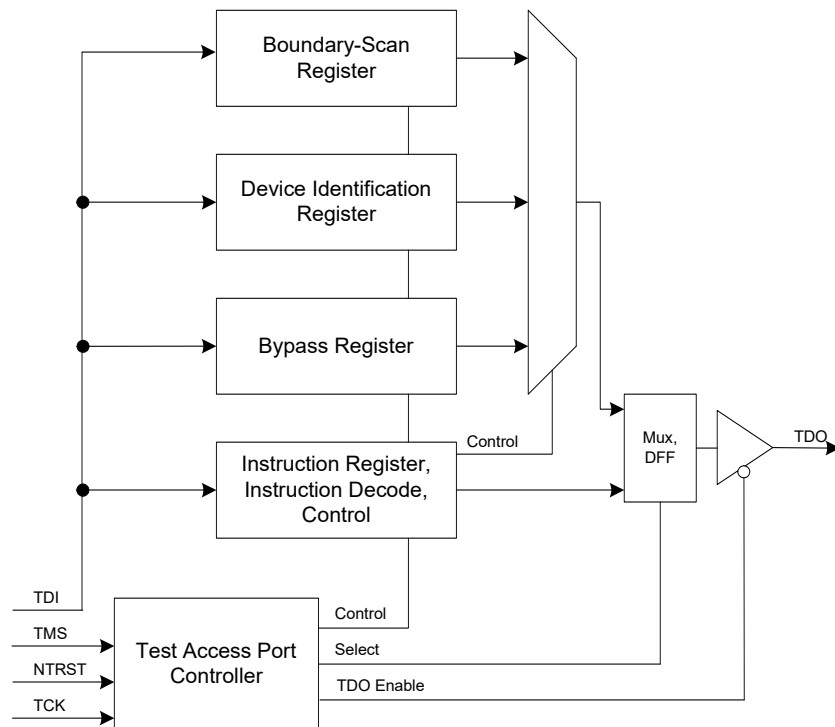 Boundary-Scan
Register
Device Identification
Register
Bypass Register
Control
Instruction Register,
Instruction Decode,
Control
Mux,
DFF
TDO
TDI
TMS
NTRST
TCK
Test Access Port
Controller
Control
Select
TDO Enable